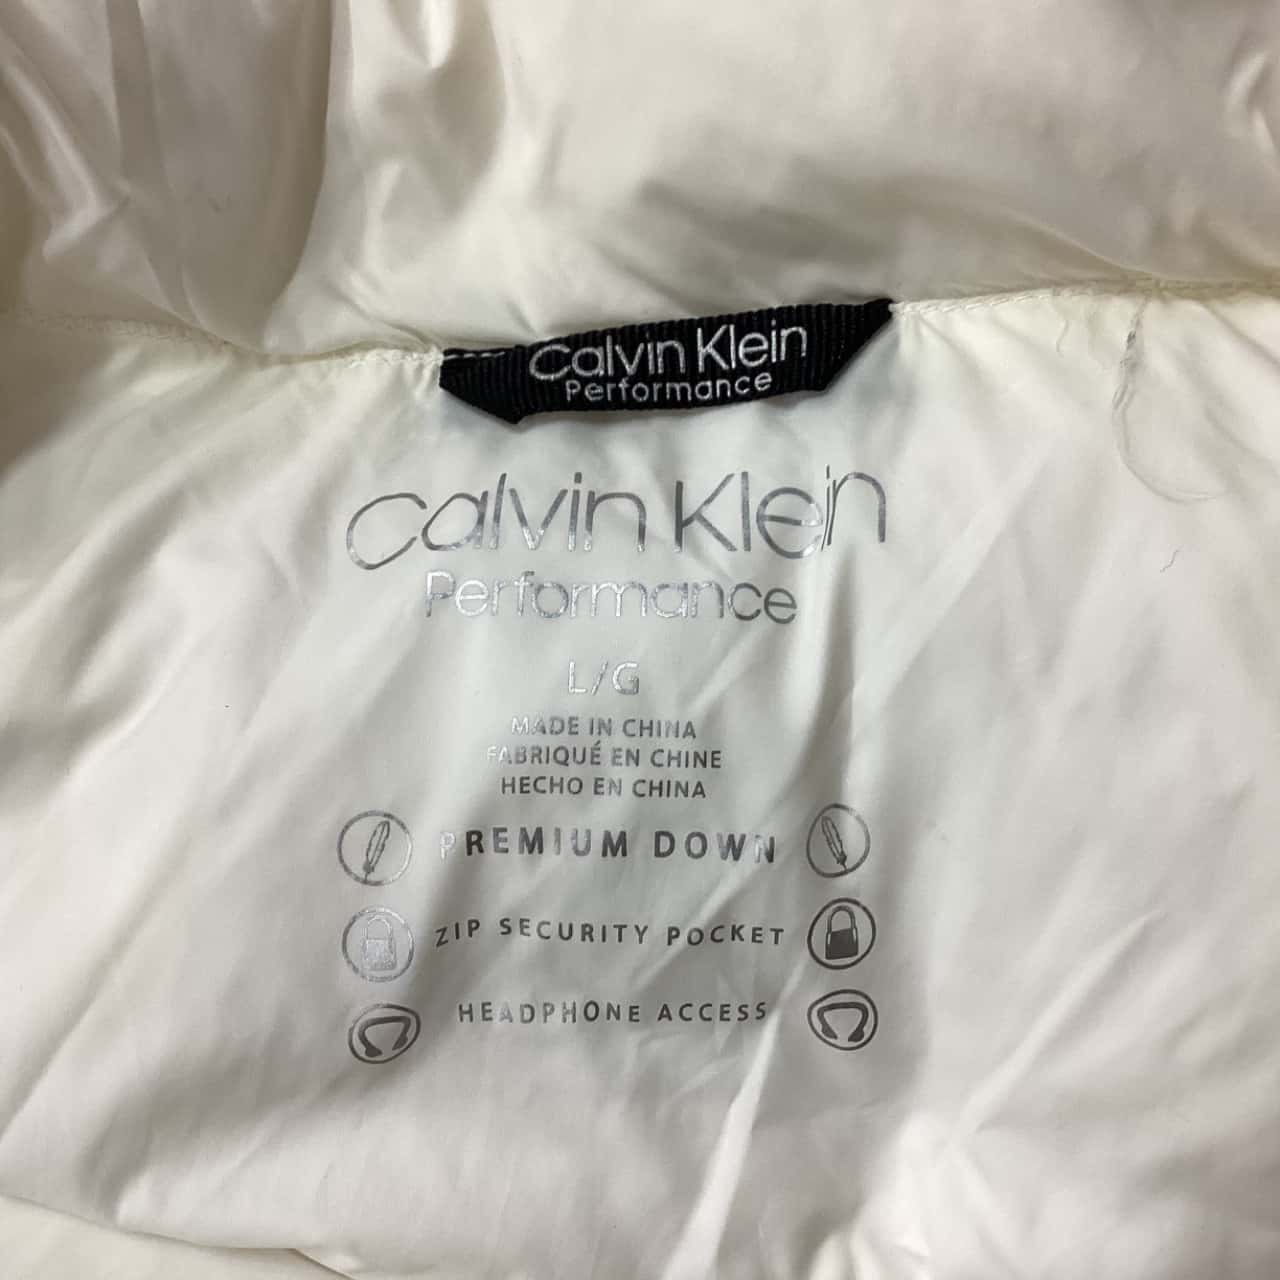 Calvin Klein
Performance
Calvin Klein
Performance
L/G
MADE IN CHINA
FABRIQUÉ EN CHINE
HECHO EN CHINA
PREMIUM DOWN
ZIP SECURITY POCKET
HEADPHONE ACCESS